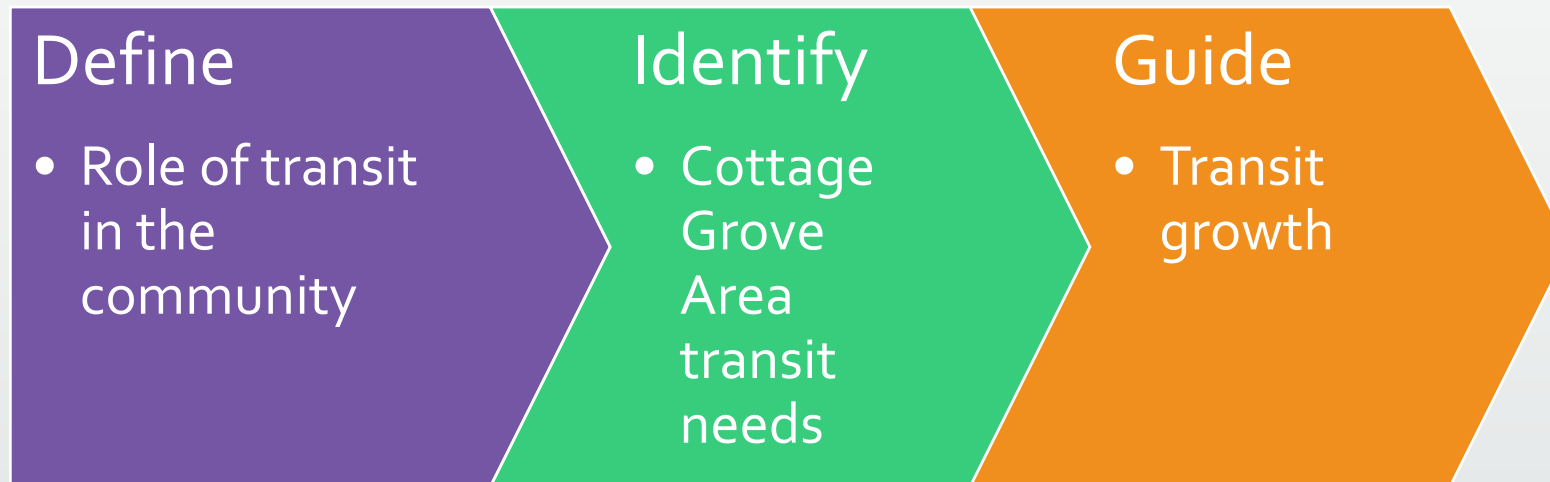 Define
• Role of transit
in the
community
Identify
• Cottage
Grove
Area
transit
needs
Guide
• Transit
growth